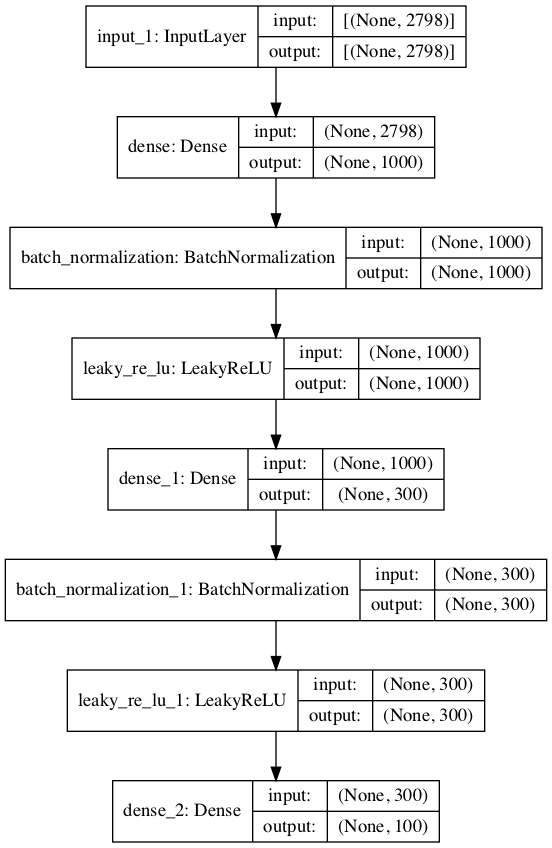 input_1: InputLayer
input: [(None, 2798)]
output: [(None, 2798)]
dense: Dense
input: (None, 2798)
output: (None, 1000)
batch_normalization: BatchNormalization
input: (None, 1000)
output: (None, 1000)
leaky_re_lu: LeakyReLU
input: (None, 1000)
output: (None, 1000)
dense_1: Dense
input: (None, 1000)
output: (None, 300)
batch_normalization_1: BatchNormalization
input: (None, 300)
output: (None, 300)
leaky_re_lu_1: LeakyReLU
input: (None, 300)
output: (None, 300)
dense_2: Dense
input: (None, 300)
output: (None, 100)